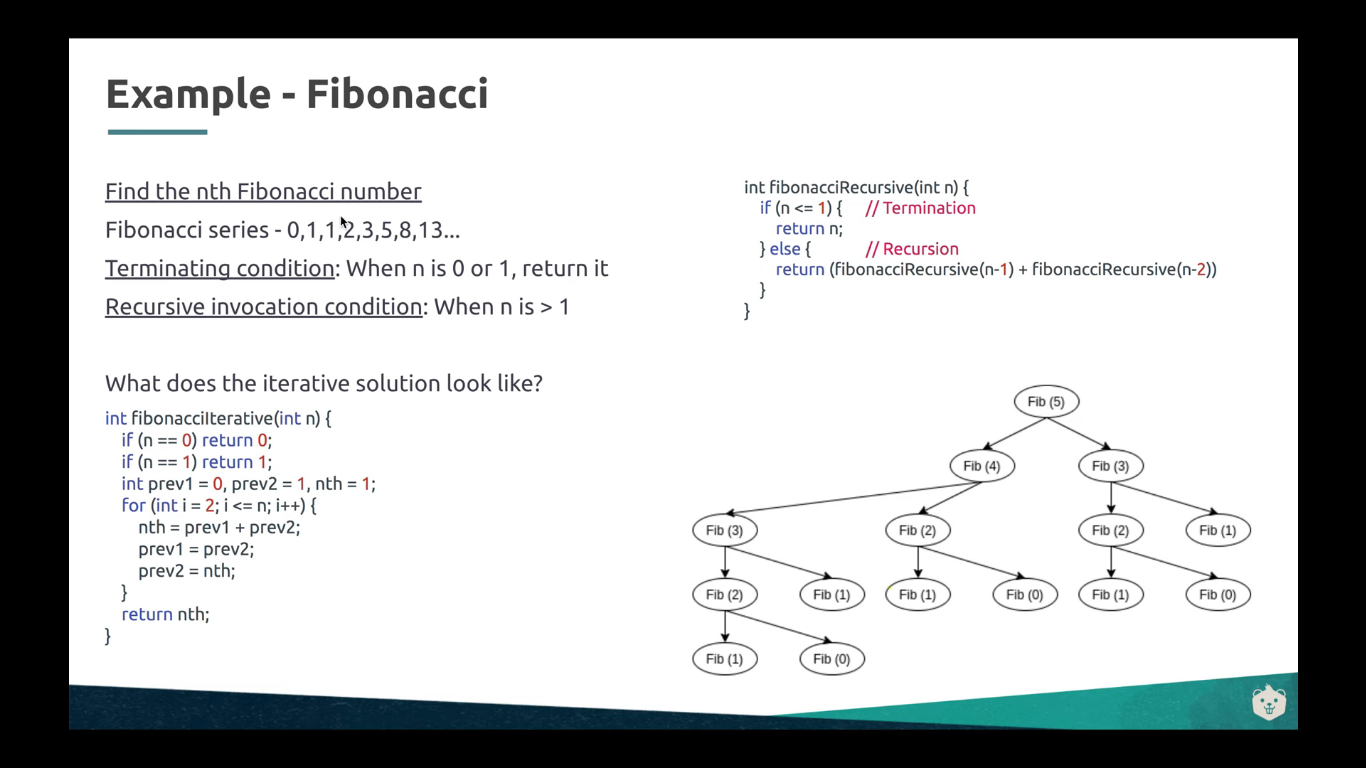 Example - Fibonacci
Find the nth Fibonacci number
Fibonacci series - 0,1,1,2,3,5,8,13...
Terminating condition: When n is 0 or 1, return it
Recursive invocation condition: When n is > 1
What does the iterative solution look like?
int fibonacciIterative(int n) {
if (n == 0) return 0;
if (n == 1) return 1;
int prev1 = 0, prev2 = 1, nth = 1;
for (int i = 2; i <= n; i++) {
nth = prev1 + prev2;
prev1 = prev2;
prev2 = nth;
}
return nth;
}
int fibonacciRecursive(int n) {
if (n <= 1) { // Termination
return n;
} else { // Recursion
return (fibonacciRecursive(n-1) + fibonacciRecursive(n-2))
}
}
Fib (5)
Fib (4) Fib (3)
Fib (3) Fib (2) Fib (2) Fib (1)
Fib (2) Fib (1) Fib (1) Fib (0) Fib (1) Fib (0)
Fib (1) Fib (0)